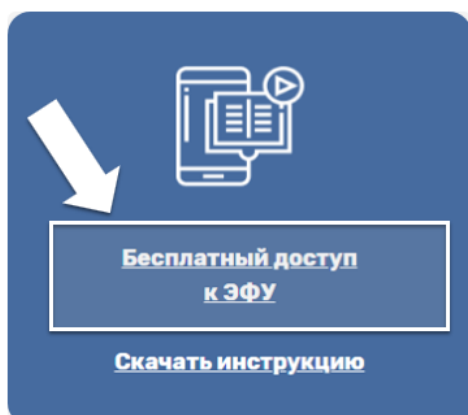 Бесплатный доступ
к ЭФУ
Скачать инструкцию